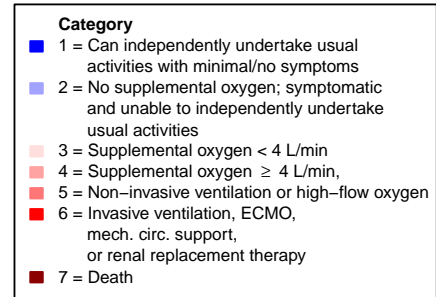 Category
1 = Can independently undertake usual
activities with minimal/no symptoms
2 = No supplemental oxygen; symptomatic
and unable to independently undertake
usual activities
3 = Supplemental oxygen < 4 L/min
4 = Supplemental oxygen ≥ 4 L/min,
5 = Non−invasive ventilation or high−flow oxygen
6 = Invasive ventilation, ECMO,
mech. circ. support,
or renal replacement therapy
7 = Death